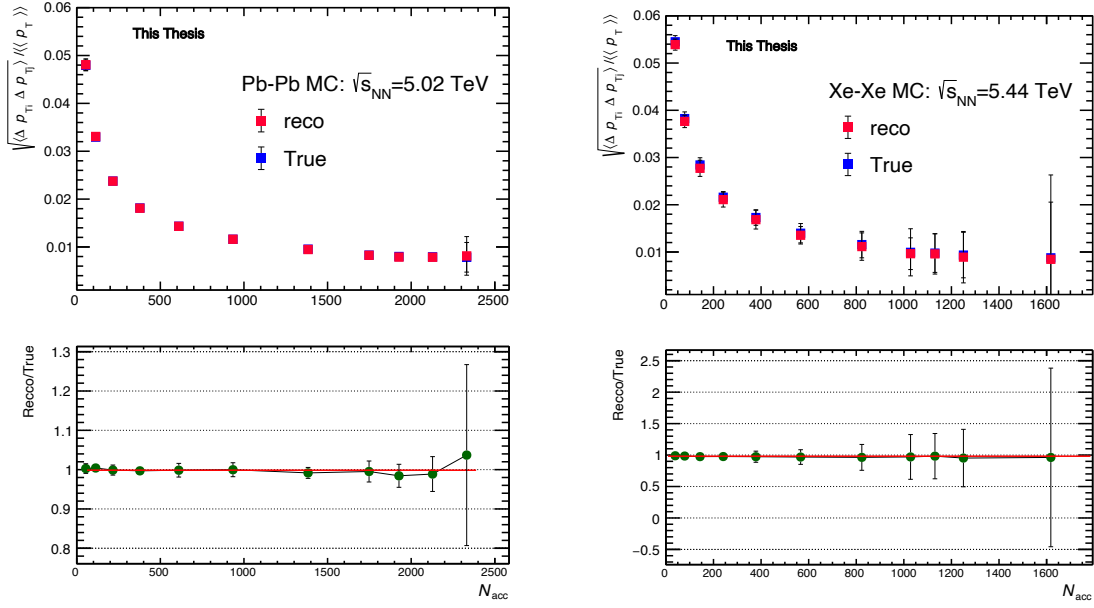 √⟨Δ p_Ti Δ p_Tj⟩ /⟨⟨ p_T ⟩⟩
This Thesis
Pb-Pb MC: √s_NN=5.02 TeV
reco
True
0.06
0.05
0.04
0.03
0.02
0.01
0 500 1000 1500 2000 2500
Recco/True
1.3
1.2
1.1
1
0.9
0.8
0 500 1000 1500 2000 2500
N_acc
√⟨Δ p_Ti Δ p_Tj⟩ /⟨⟨ p_T ⟩⟩
This Thesis
Xe-Xe MC: √s_NN=5.44 TeV
reco
True
0.06
0.05
0.04
0.03
0.02
0.01
0 200 400 600 800 1000 1200 1400 1600
Recco/True
2.5
2
1.5
1
0.5
0
−0.5
0 200 400 600 800 1000 1200 1400 1600
N_acc